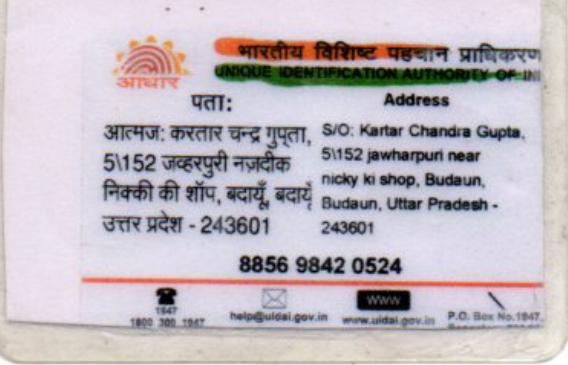 भारतीय विशिष्ट पहचान प्राधिकरण
UNIQUE IDENTIFICATION AUTHORITY OF IN
आधार
पता:
आत्मज: करतार चन्द्र गुप्ता,
5\152 जव्हरपुरी नज़दीक
निक्की की शॉप, बदायूँ, बदायूँ
उत्तर प्रदेश - 243601
Address
S/O: Kartar Chandra Gupta,
5\152 jawharpuri near
nicky ki shop, Budaun,
Budaun, Uttar Pradesh -
243601
8856 9842 0524
1947
1800 300 1947
help@uidai.gov.in
WWW
www.uidai.gov.in
P.O. Box No.1947,